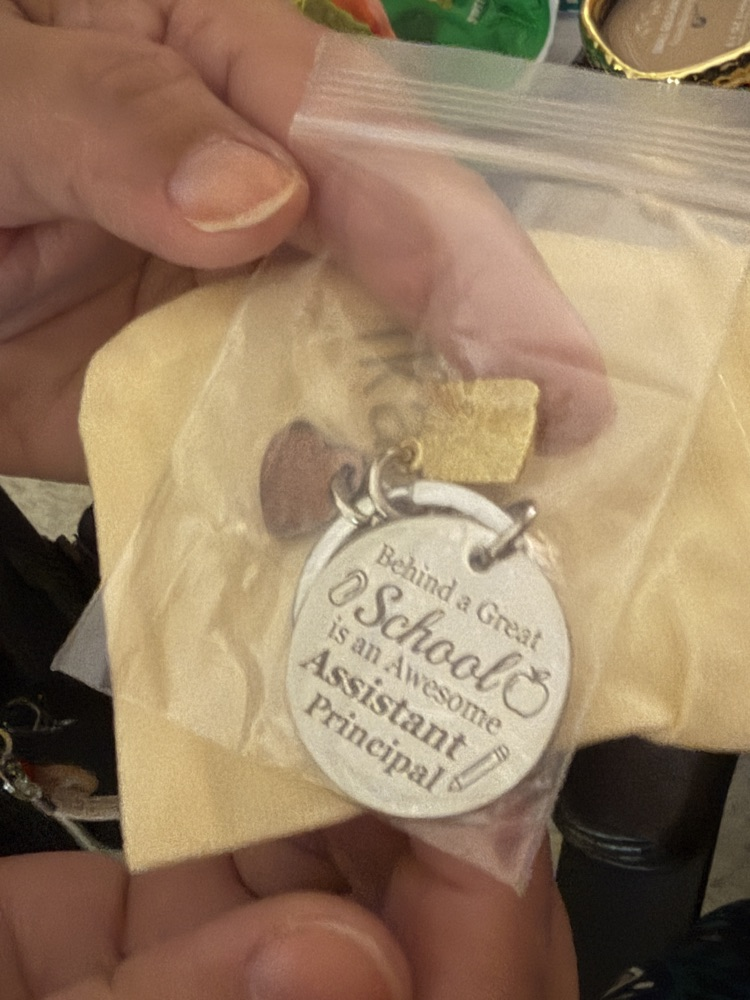 Behind a Great
School
is an Awesome
Assistant
Principal